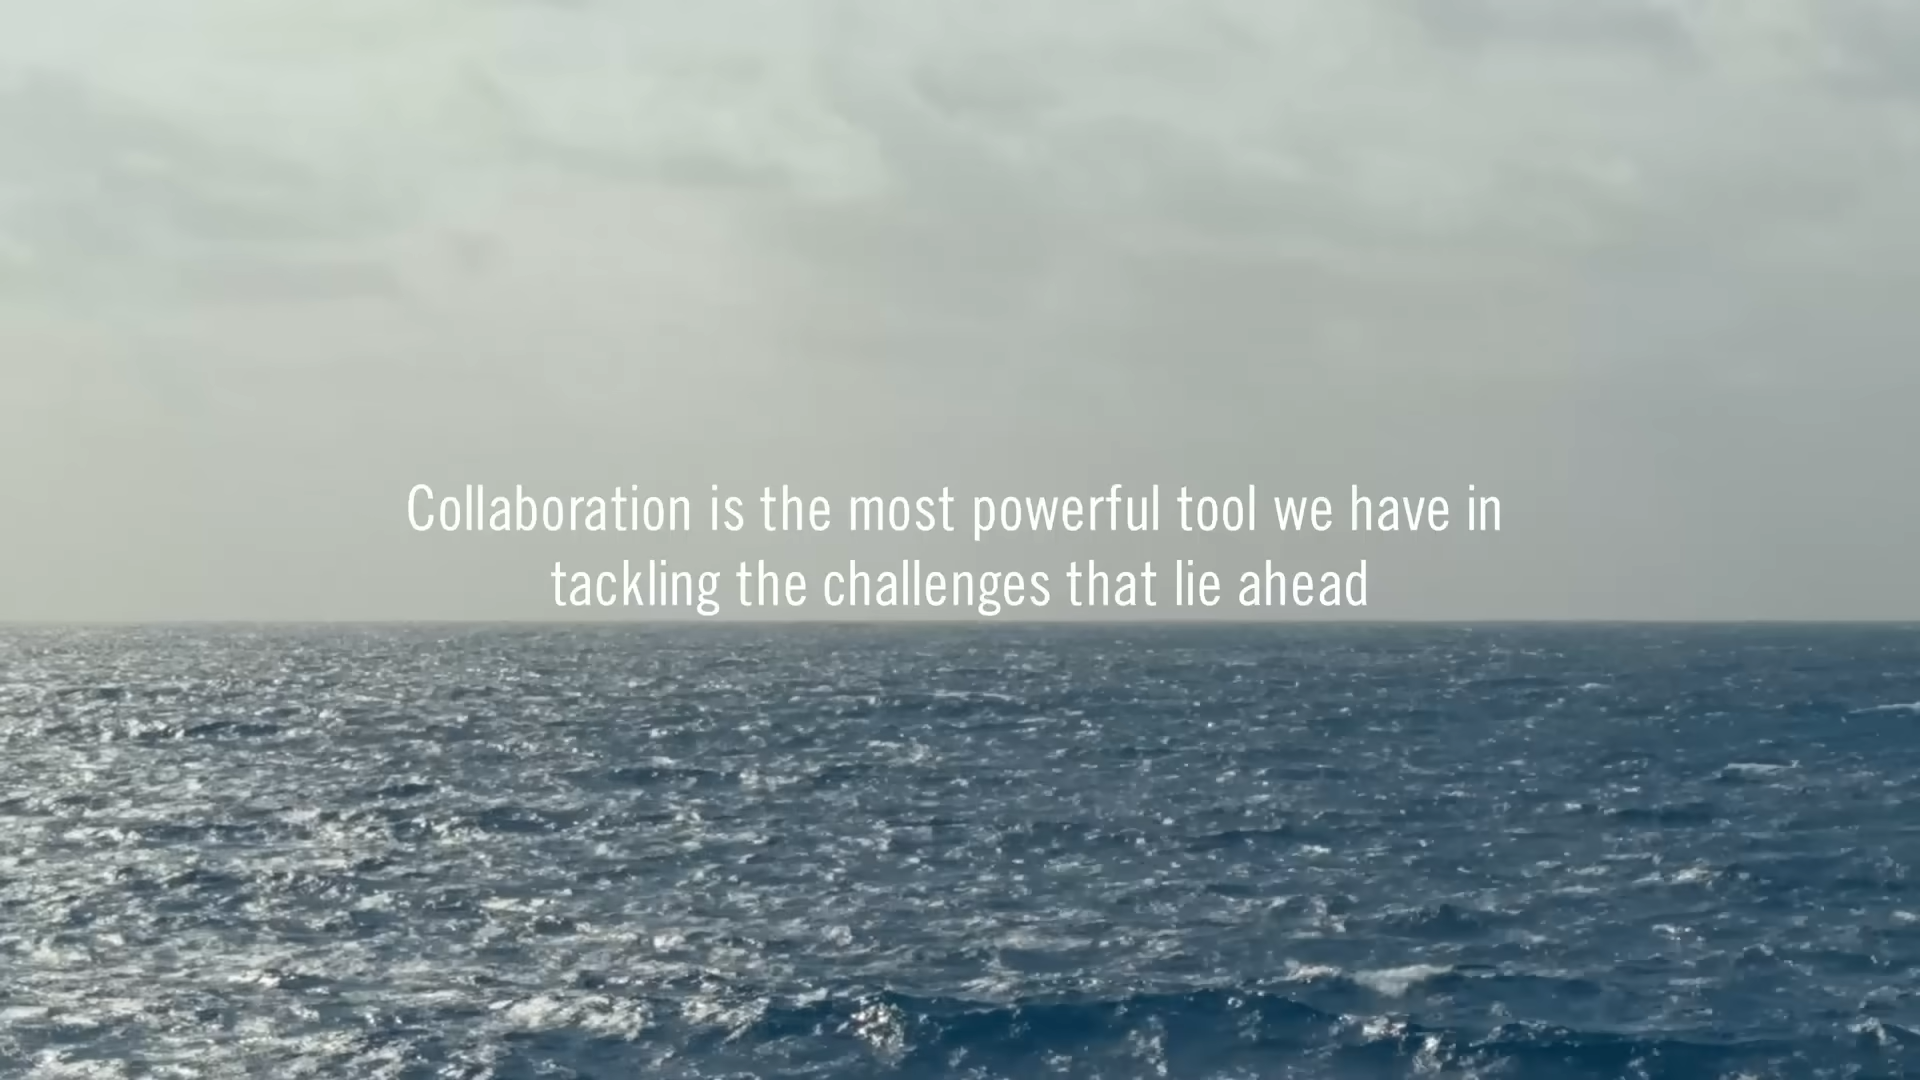 Collaboration is the most powerful tool we have in
tackling the challenges that lie ahead